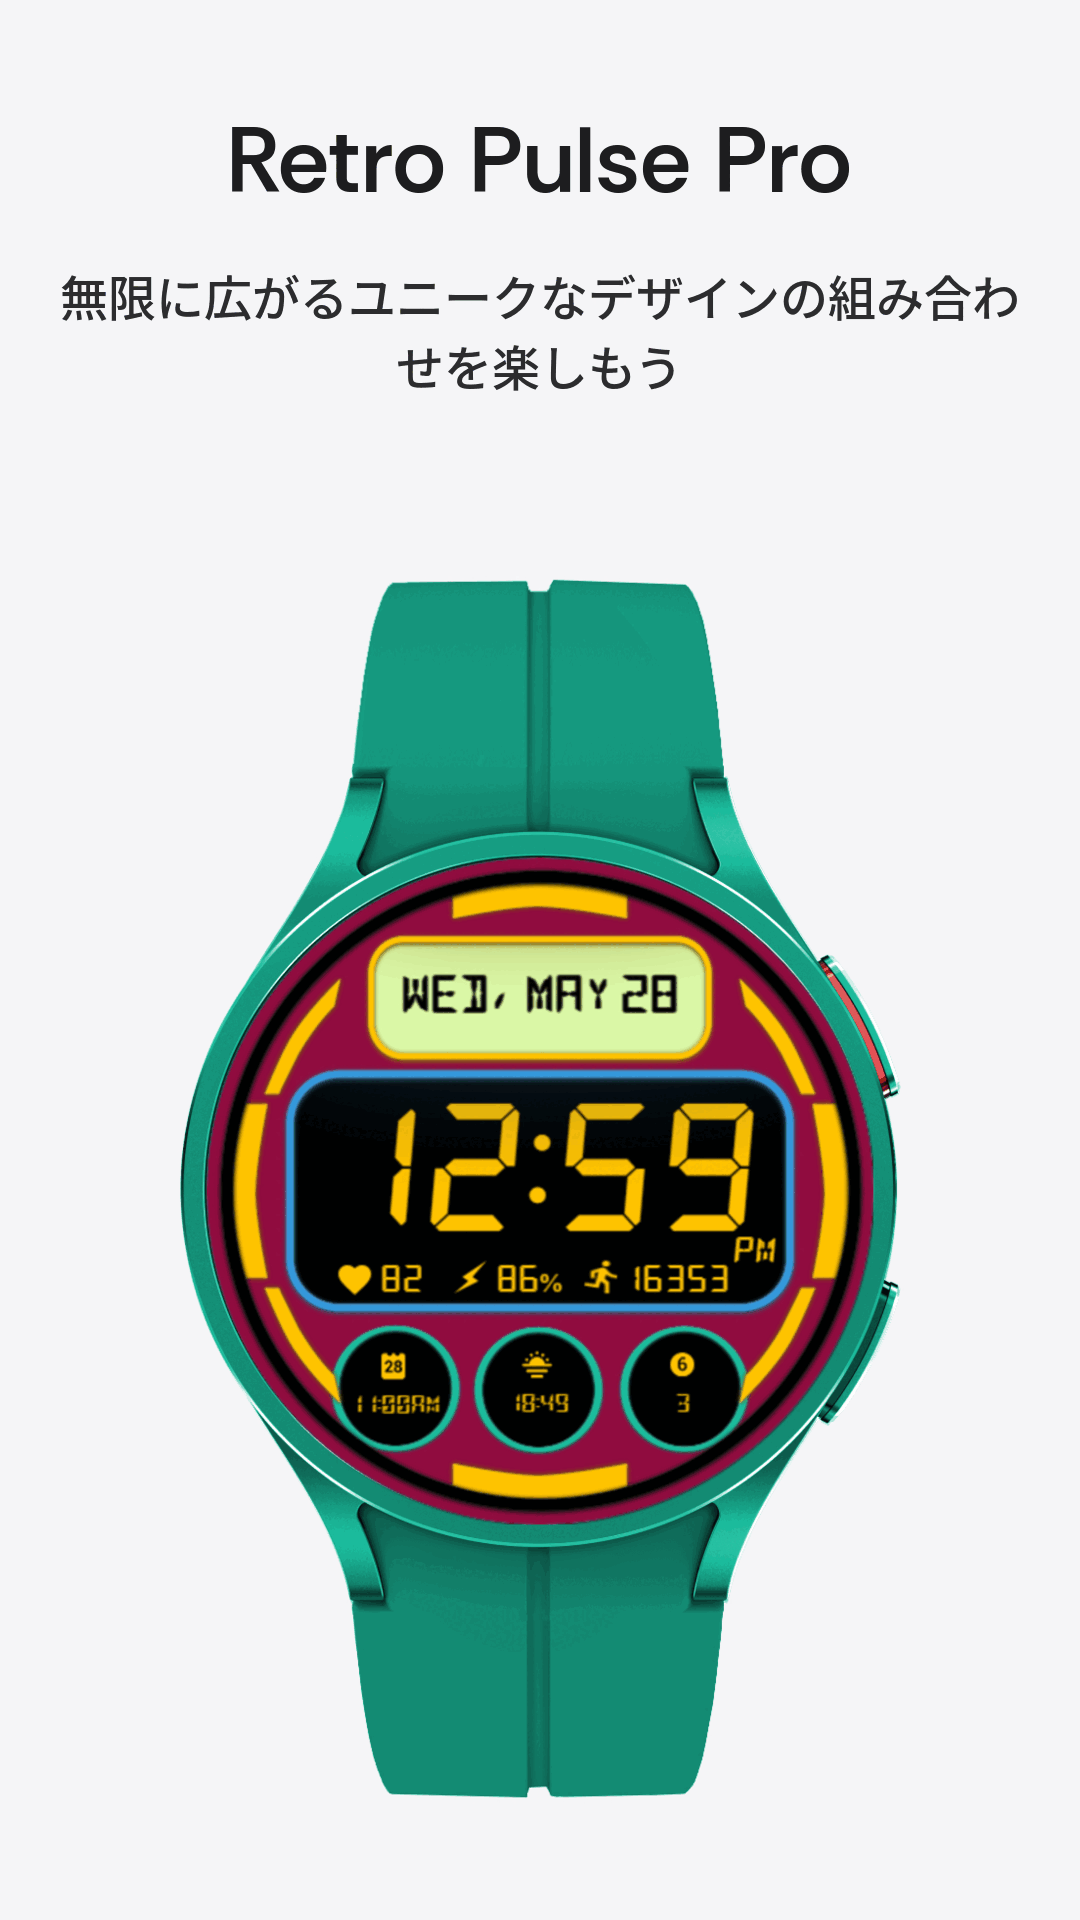 Retro Pulse Pro
無限に広がるユニークなデザインの組み合わ
せを楽しもう
WED, MAY 28
12:59
PM
82 86% 16353
28 6
11:00AM 18:49 3